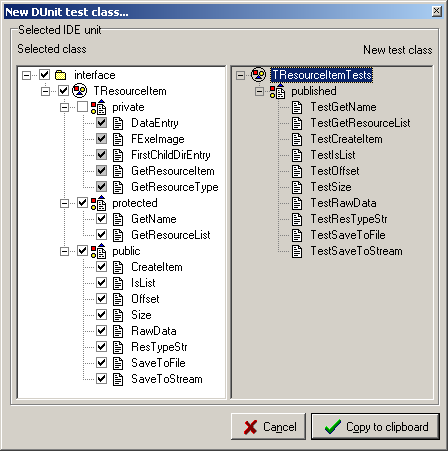 New DUnit test class...
Selected IDE unit
Selected class
New test class
interface
TResourceItem
private
DataEntry
FExeImage
FirstChildDirEntry
GetResourceItem
GetResourceType
protected
GetName
GetResourceList
public
CreateItem
IsList
Offset
Size
RawData
ResTypeStr
SaveToFile
SaveToStream
TResourceItemTests
published
TestGetName
TestGetResourceList
TestCreateItem
TestIsList
TestOffset
TestSize
TestRawData
TestResTypeStr
TestSaveToFile
TestSaveToStream
Cancel
Copy to clipboard